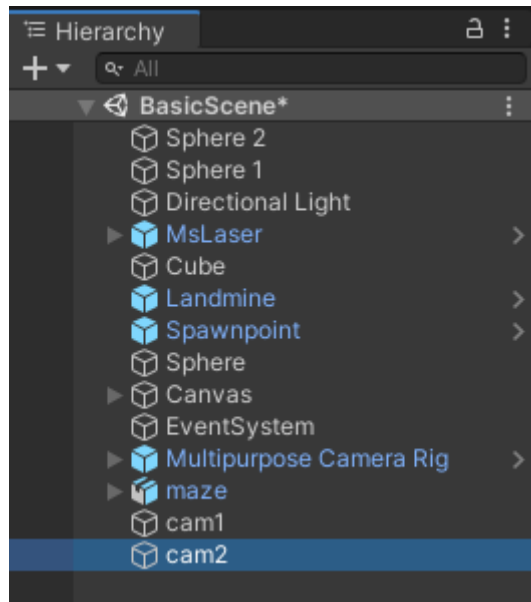 Hierarchy
All
BasicScene*
Sphere 2
Sphere 1
Directional Light
MsLaser
Cube
Landmine
Spawnpoint
Sphere
Canvas
EventSystem
Multipurpose Camera Rig
maze
cam1
cam2